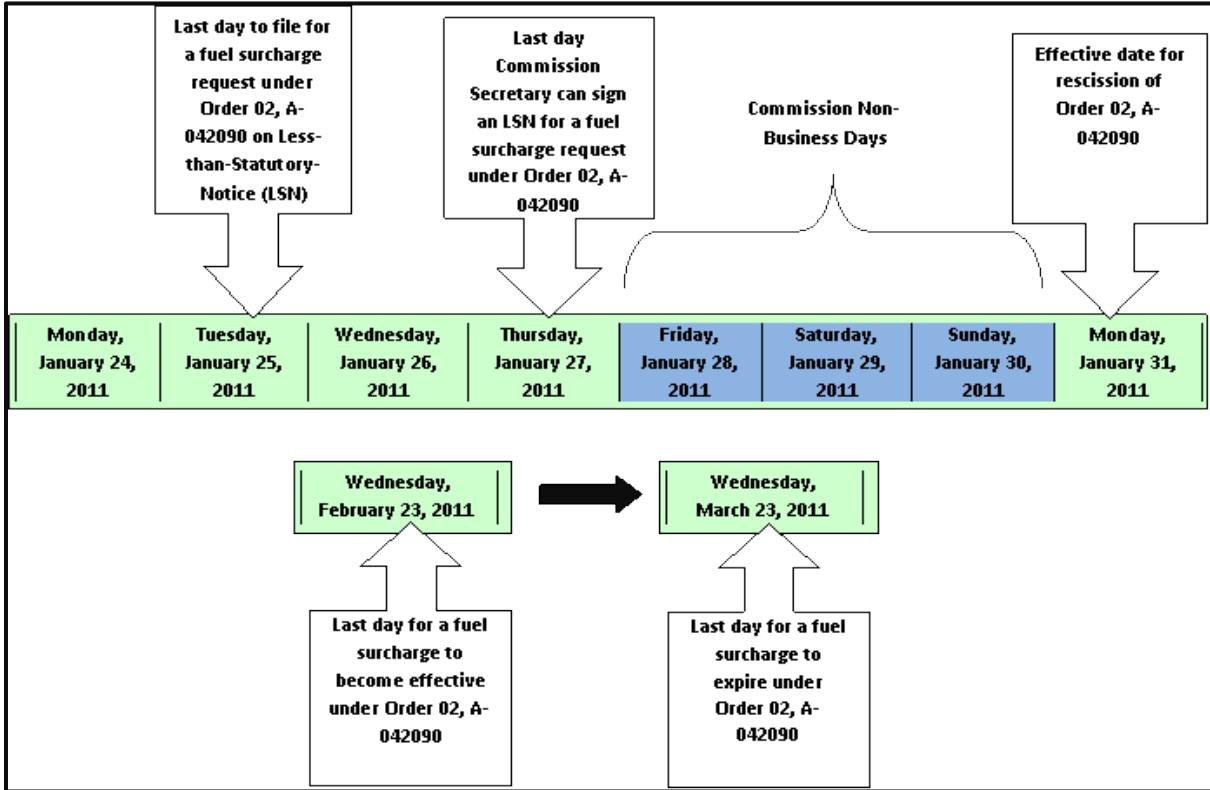 Last day to file for
a fuel surcharge
request under
Order 02, A-
042090 on Less-
than-Statutory-
Notice (LSN)
Last day
Commission
Secretary can sign
an LSN for a fuel
surcharge request
under Order 02, A-
042090
Commission Non-
Business Days
Effective date for
rescission of
Order 02, A-
042090
Monday,
January 24,
2011
Tuesday,
January 25,
2011
Wednesday,
January 26,
2011
Thursday,
January 27,
2011
Friday,
January 28,
2011
Saturday,
January 29,
2011
Sunday,
January 30,
2011
Monday,
January 31,
2011
Wednesday,
February 23, 2011
Wednesday,
March 23, 2011
Last day for a fuel
surcharge to
become effective
under Order 02, A-
042090
Last day for a fuel
surcharge to
expire under
Order 02, A-
042090